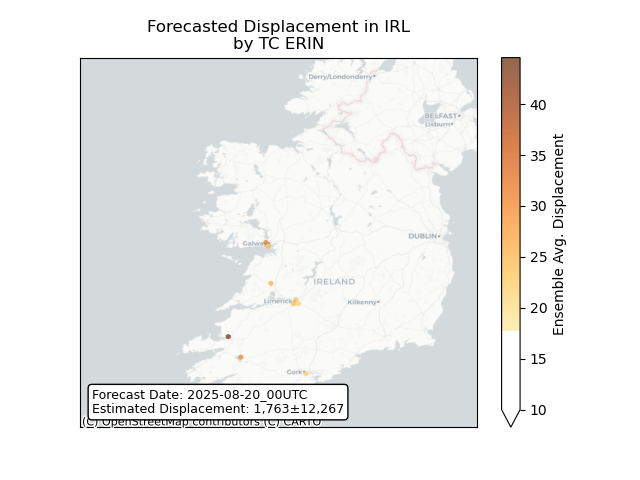 Forecasted Displacement in IRL
by TC ERIN
Derry/Londonderry
BELFAST
Lisburn
DUBLIN
Galway
IRELAND
Limerick
Kilkenny
Cork
Forecast Date: 2025-08-20_00UTC
Estimated Displacement: 1,763±12,267
(C) OpenStreetMap contributors (C) CARTO
40
35
30
25
20
15
10
Ensemble Avg. Displacement